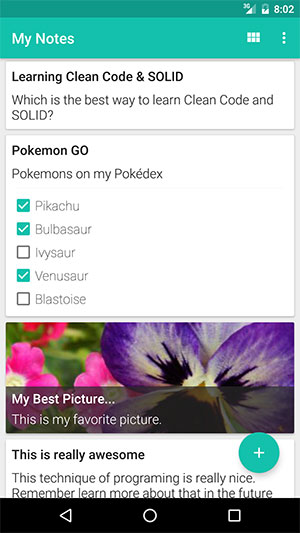 3G 8:02
My Notes
Learning Clean Code & SOLID
Which is the best way to learn Clean Code and
SOLID?
Pokemon GO
Pokemons on my Pokédex
Pikachu
Bulbasaur
Ivysaur
Venusaur
Blastoise
My Best Picture...
This is my favorite picture.
This is really awesome
This technique of programing is really nice.
Remember learn more about that in the future